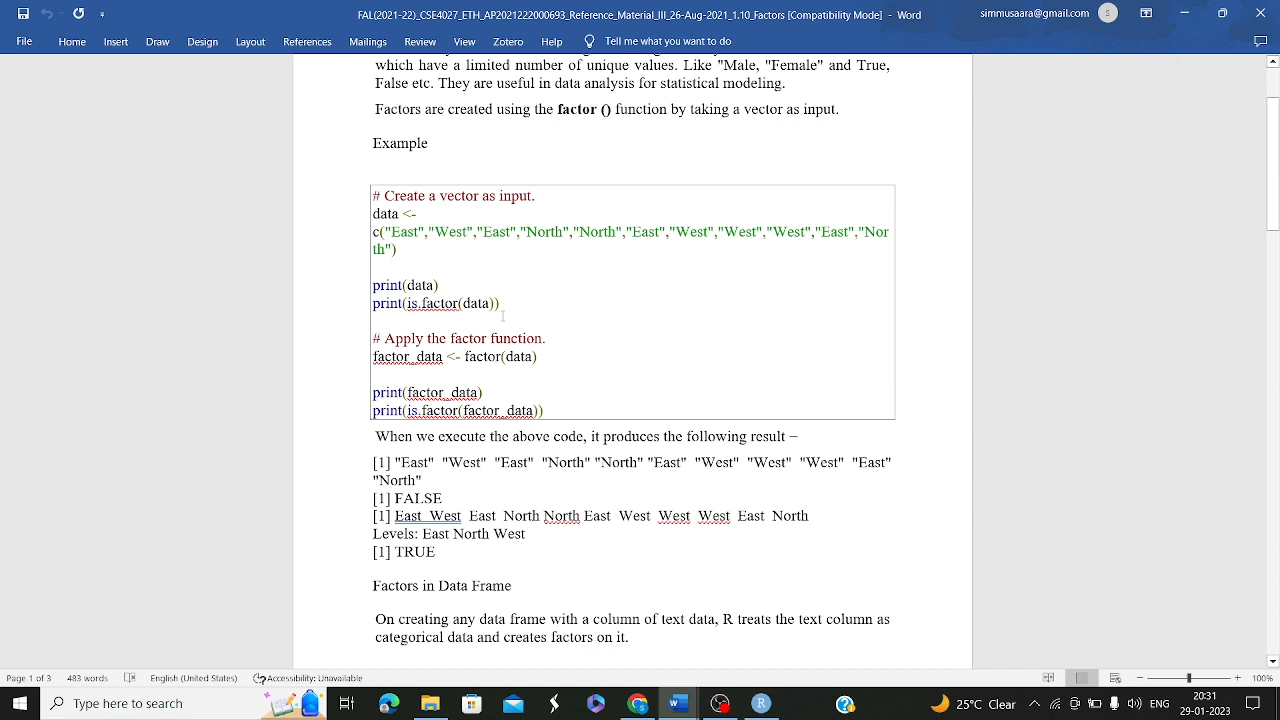 FAL(2021-22)_CSE4027_ETH_AP2021222000693_Reference_Material_III_26-Aug-2021_1.10_Factors [Compatibility Mode] - Word
simmusaara@gmail.com
S
File Home Insert Draw Design Layout References Mailings Review View Zotero Help Tell me what you want to do
which have a limited number of unique values. Like "Male, "Female" and True,
False etc. They are useful in data analysis for statistical modeling.
Factors are created using the factor () function by taking a vector as input.
Example
# Create a vector as input.
data <-
c("East","West","East","North","North","East","West","West","West","East","Nor
th")
print(data)
print(is.factor(data))
# Apply the factor function.
factor_data <- factor(data)
print(factor_data)
print(is.factor(factor_data))
When we execute the above code, it produces the following result −
[1] "East" "West" "East" "North" "North" "East" "West" "West" "West" "East"
"North"
[1] FALSE
[1] East West East North North East West West West East North
Levels: East North West
[1] TRUE
Factors in Data Frame
On creating any data frame with a column of text data, R treats the text column as
categorical data and creates factors on it.
Page 1 of 3 483 words English (United States) Accessibility: Unavailable 100%
Type here to search
25°C Clear
ENG
20:31
29-01-2023